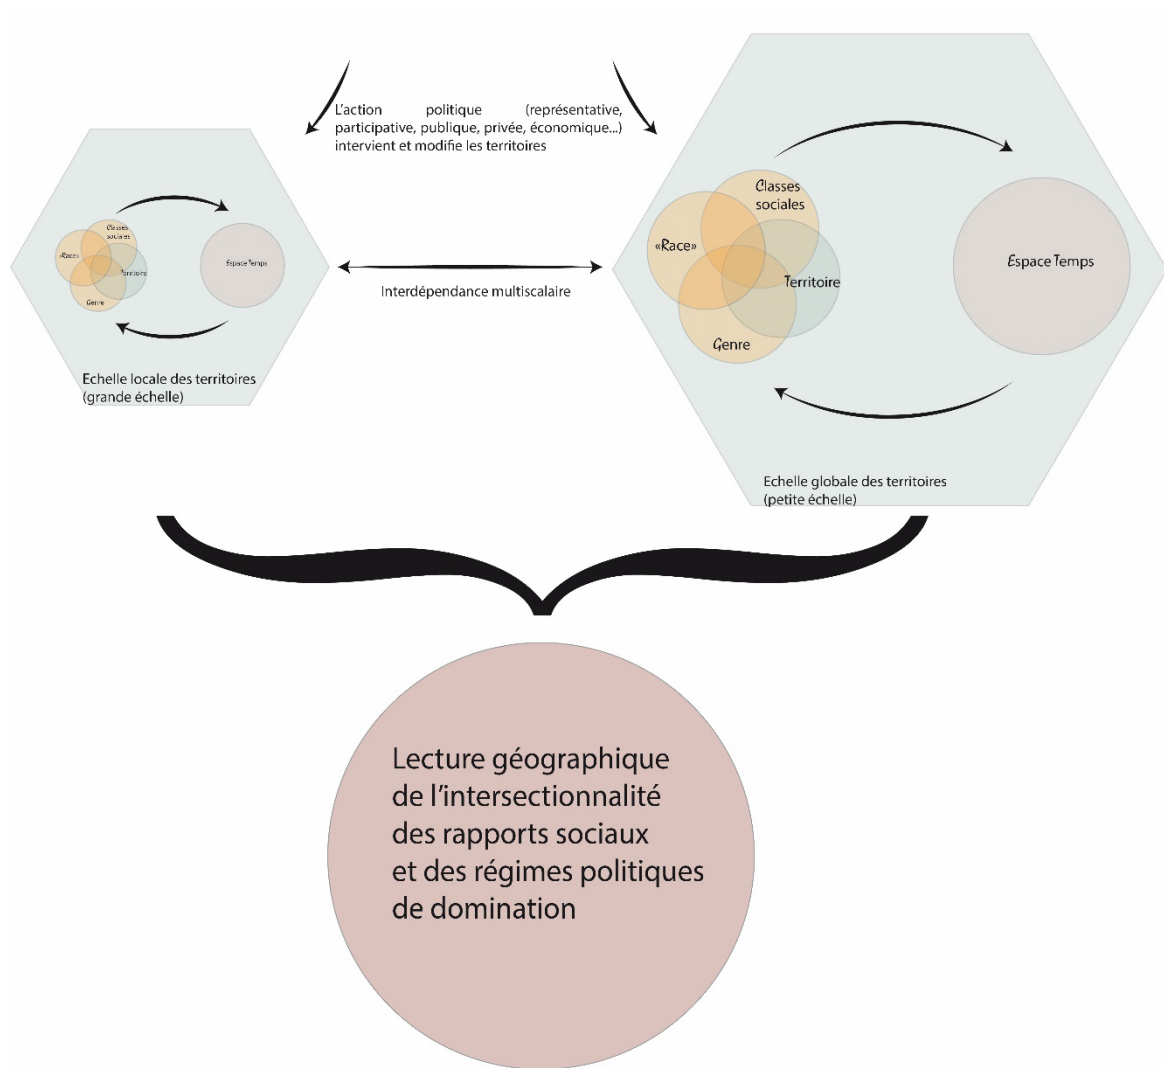 L'action politique (représentative,
participative, publique, privée, économique...)
intervient et modifie les territoires
Classes
sociales
«Race»
Territoire
Genre
Espace Temps
Echelle locale des territoires
(grande échelle)
Interdépendance multiscalaire
Classes
sociales
«Race»
Territoire
Genre
Espace Temps
Echelle globale des territoires
(petite échelle)
Lecture géographique
de l'intersectionnalité
des rapports sociaux
et des régimes politiques
de domination